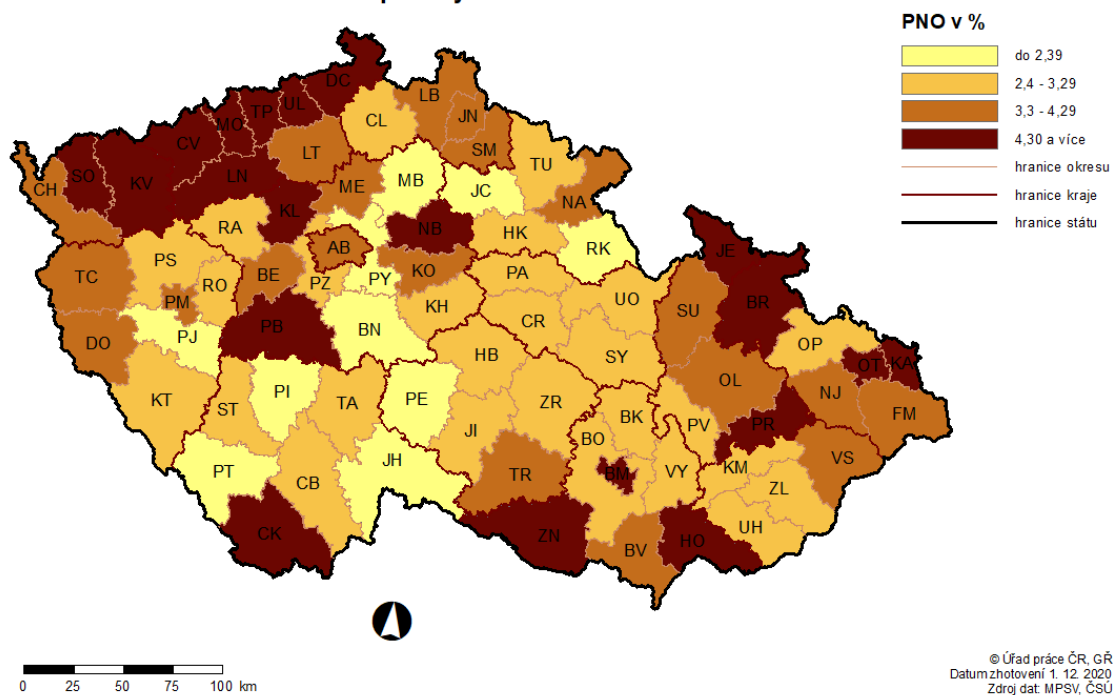 PNO v %
do 2,39
2,4 - 3,29
3,3 - 4,29
4,30 a více
hranice okresu
hranice kraje
hranice státu
DC
LB
UL
TP
JN
MO
CL
CV
LT
SM
TU
SO
CH
KV
LN
ME
MB
JC
NA
KL
RA
NB
HK
RK
AB
JE
TC
PS
BE
KO
PA
RO
PZ
PY
UO
BR
PM
KH
SU
PB
BN
CR
PJ
DO
OP
SY
HB
OT
KA
OL
NJ
KT
ST
PI
TA
PE
ZR
BK
FM
PV
PR
JI
BO
VS
JH
KM
PT
TR
BM
VY
ZL
CB
UH
CK
ZN
HO
BV
0 25 50 75 100 km
© Úřad práce ČR, GŘ
Datum zhotovení 1. 12. 2020
Zdroj dat: MPSV, ČSÚ